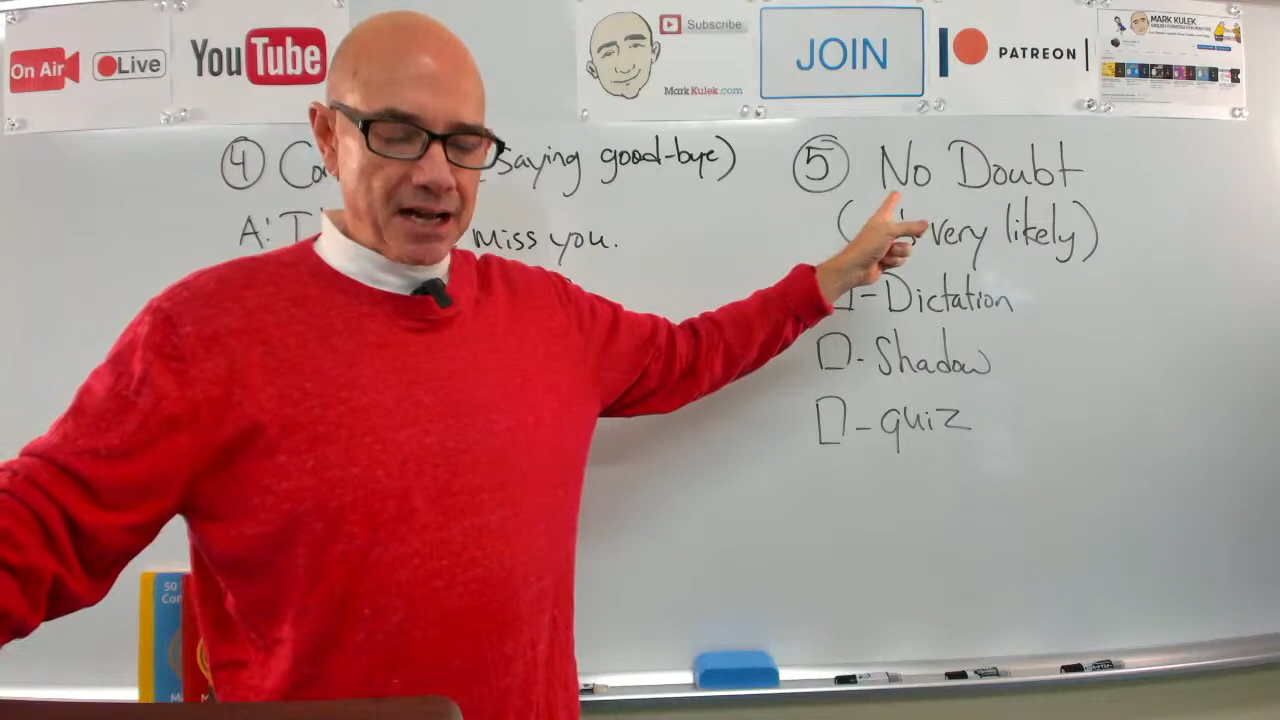 On Air
Live
YouTube
Subscribe
MarkKulek.com
JOIN
PATREON
MARK KULEK
④ saying good-bye)
A: miss you.
⑤ No Doubt
very likely)
- Dictation
- Shadow
- quiz
50